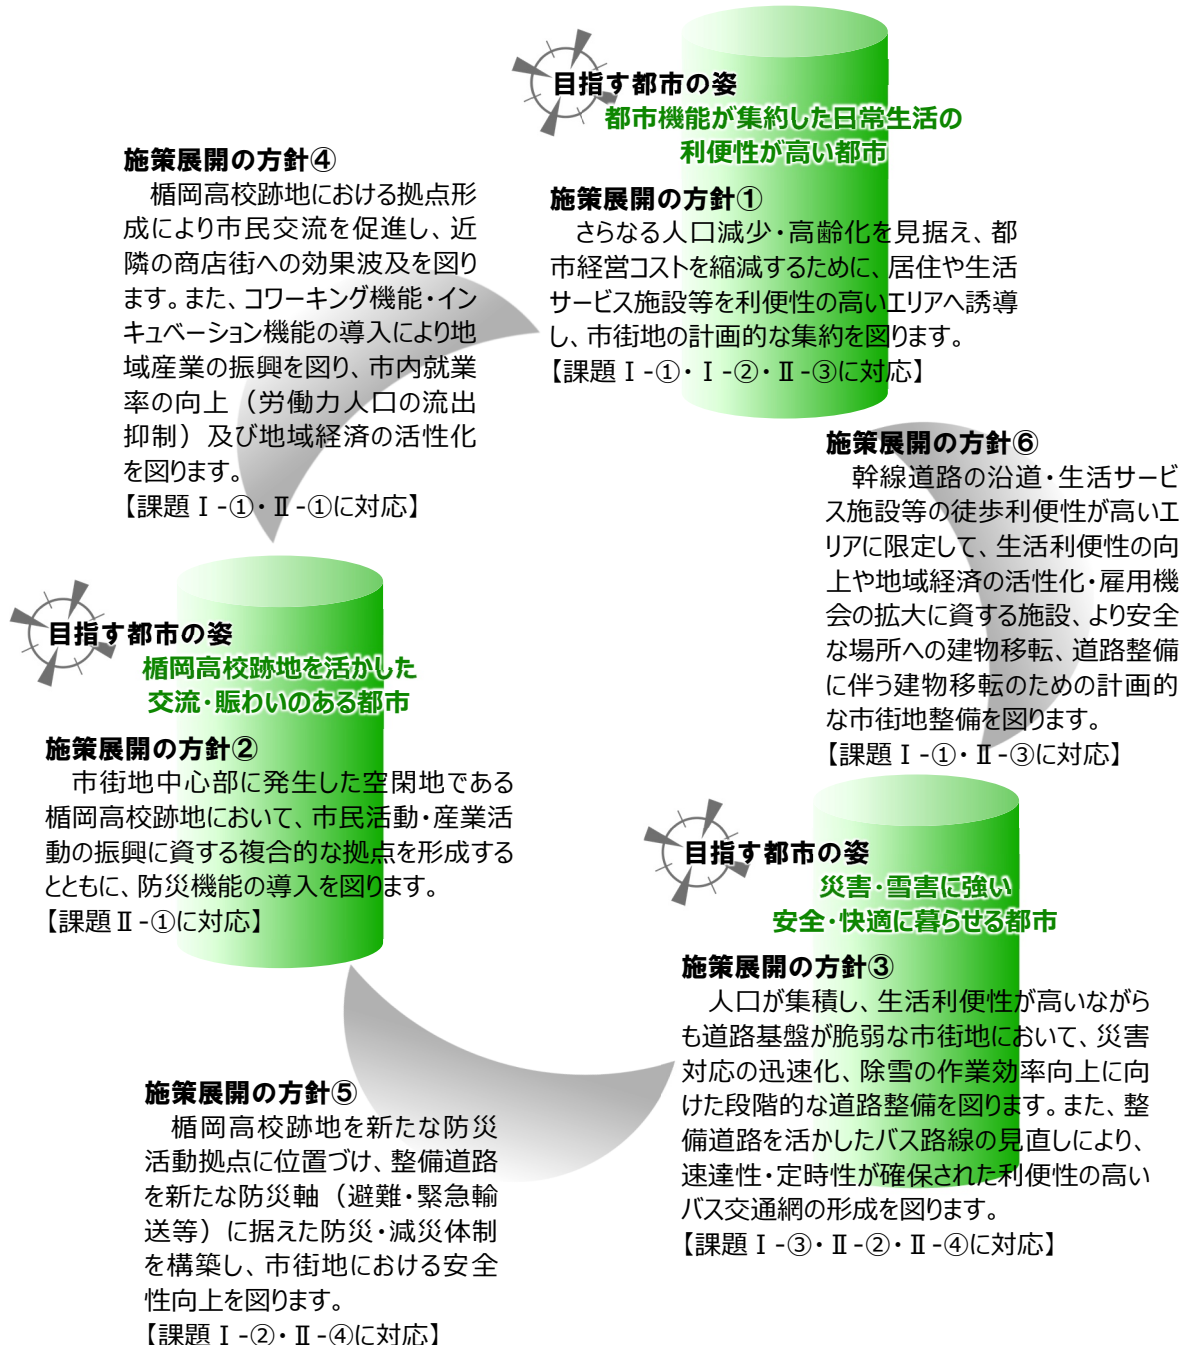 目指す都市の姿
都市機能が集約した日常生活の
利便性が高い都市
施策展開の方針①
さらなる人口減少・高齢化を見据え、都
市経営コストを縮減するために、居住や生活
サービス施設等を利便性の高いエリアへ誘導
し、市街地の計画的な集約を図ります。
【課題Ⅰ-①・Ⅰ-②・Ⅱ-③に対応】
施策展開の方針④
楯岡高校跡地における拠点形
成により市民交流を促進し、近
隣の商店街への効果波及を図り
ます。また、コワーキング機能・イン
キュベーション機能の導入により地
域産業の振興を図り、市内就業
率の向上（労働力人口の流出
抑制）及び地域経済の活性化
を図ります。
【課題Ⅰ-①・Ⅱ-①に対応】
施策展開の方針⑥
幹線道路の沿道・生活サービ
ス施設等の徒歩利便性が高いエ
リアに限定して、生活利便性の向
上や地域経済の活性化・雇用機
会の拡大に資する施設、より安全
な場所への建物移転、道路整備
に伴う建物移転のための計画的
な市街地整備を図ります。
【課題Ⅰ-①・Ⅱ-③に対応】
目指す都市の姿
楯岡高校跡地を活かした
交流・賑わいのある都市
施策展開の方針②
市街地中心部に発生した空閑地である
楯岡高校跡地において、市民活動・産業活
動の振興に資する複合的な拠点を形成する
とともに、防災機能の導入を図ります。
【課題Ⅱ-①に対応】
目指す都市の姿
災害・雪害に強い
安全・快適に暮らせる都市
施策展開の方針③
人口が集積し、生活利便性が高いながら
も道路基盤が脆弱な市街地において、災害
対応の迅速化、除雪の作業効率向上に向
けた段階的な道路整備を図ります。また、整
備道路を活かしたバス路線の見直しにより、
速達性・定時性が確保された利便性の高い
バス交通網の形成を図ります。
【課題Ⅰ-③・Ⅱ-②・Ⅱ-④に対応】
施策展開の方針⑤
楯岡高校跡地を新たな防災
活動拠点に位置づけ、整備道路
を新たな防災軸（避難・緊急輸
送等）に据えた防災・減災体制
を構築し、市街地における安全
性向上を図ります。
【課題Ⅰ-②・Ⅱ-④に対応】